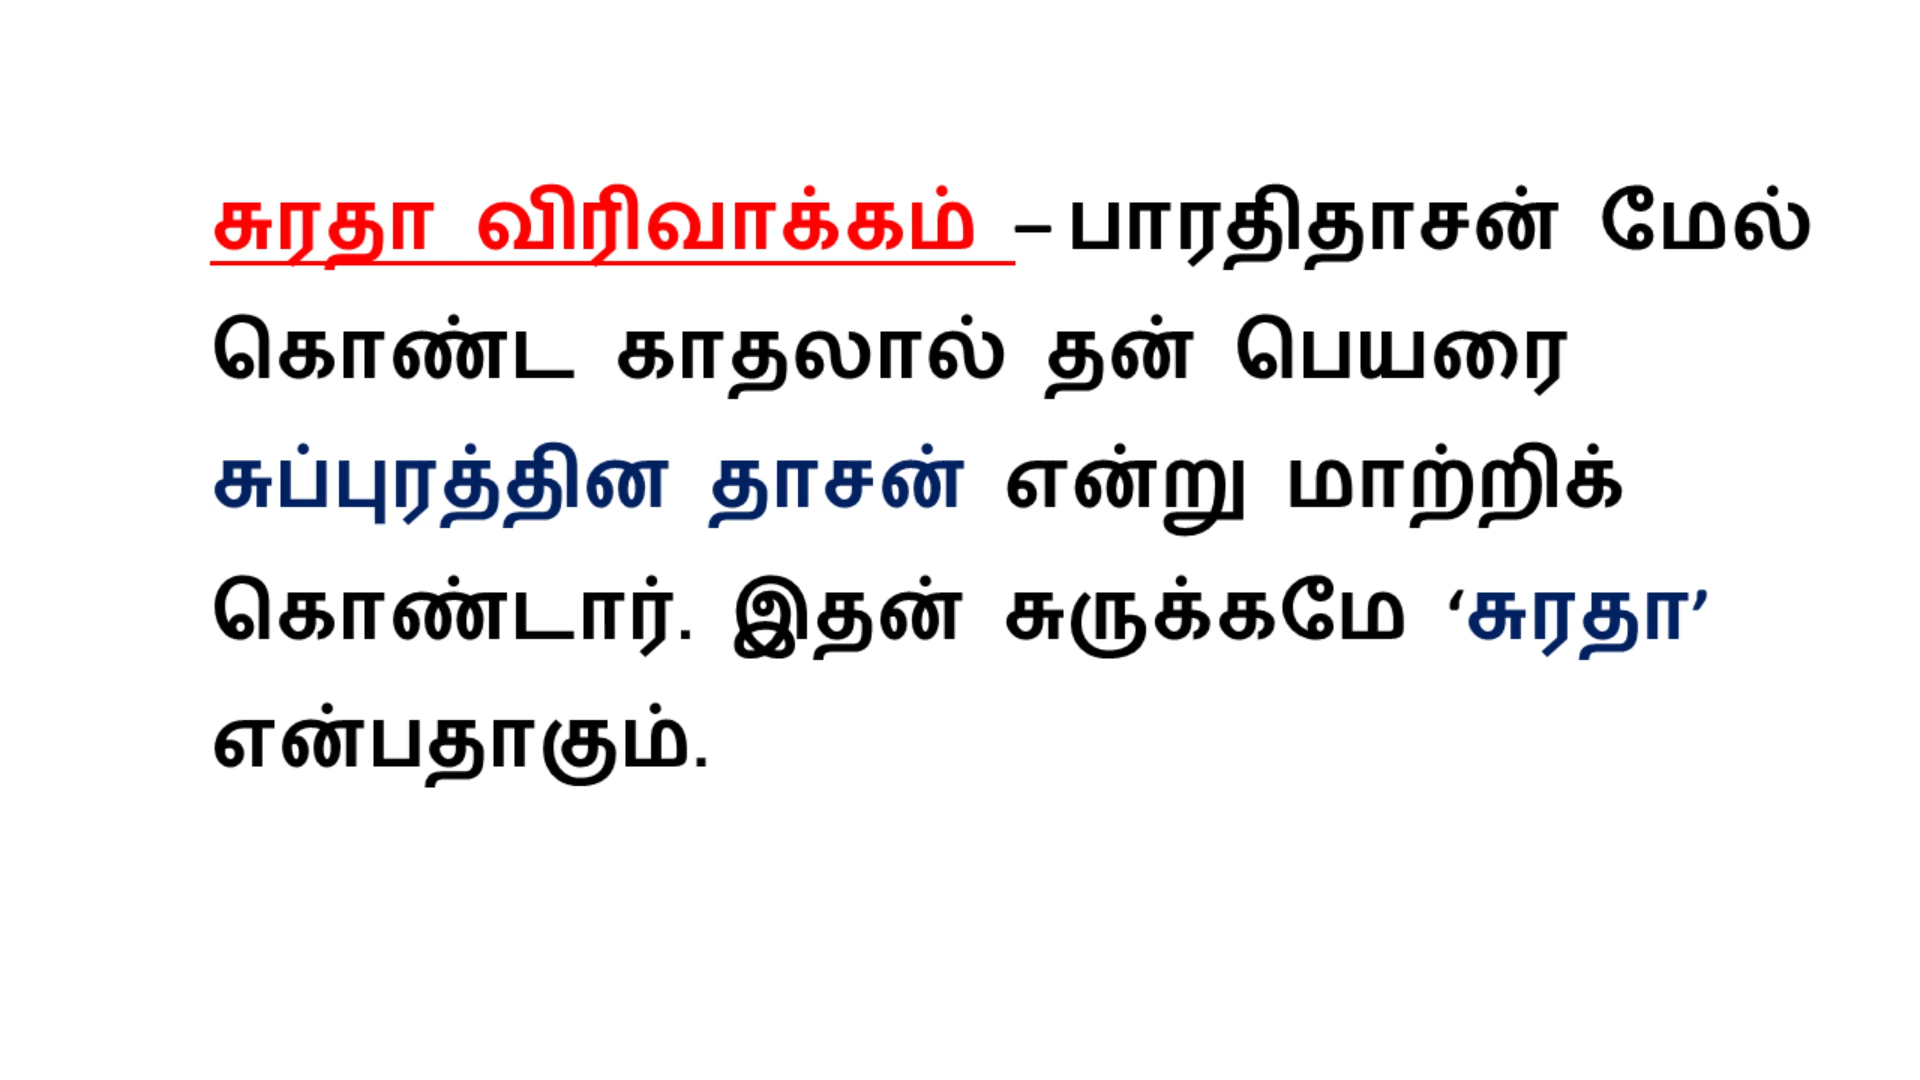 சுரதா விரிவாக்கம் – பாரதிதாசன் மேல்
கொண்ட காதலால் தன் பெயரை
சுப்புரத்தின தாசன் என்று மாற்றிக்
கொண்டார். இதன் சுருக்கமே ‘சுரதா’
என்பதாகும்.